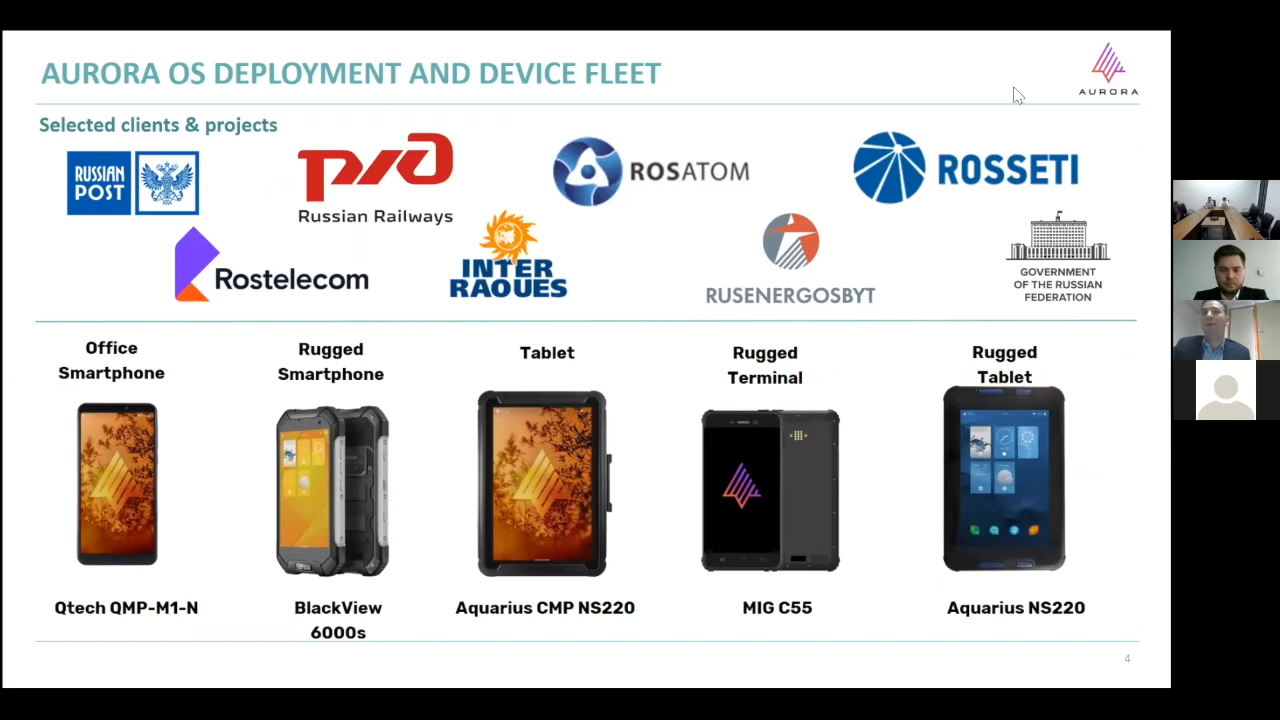 AURORA OS DEPLOYMENT AND DEVICE FLEET
AURORA
Selected clients & projects
RUSSIAN
POST
Russian Railways
ROSATOM
ROSSETI
Rostelecom
INTER
RAO UES
RUSENERGOSBYT
GOVERNMENT
OF THE RUSSIAN
FEDERATION
Office
Smartphone
Rugged
Smartphone
Tablet
Rugged
Terminal
Rugged
Tablet
Qtech QMP-M1-N
BlackView
6000s
Aquarius CMP NS220
MIG C55
Aquarius NS220
4